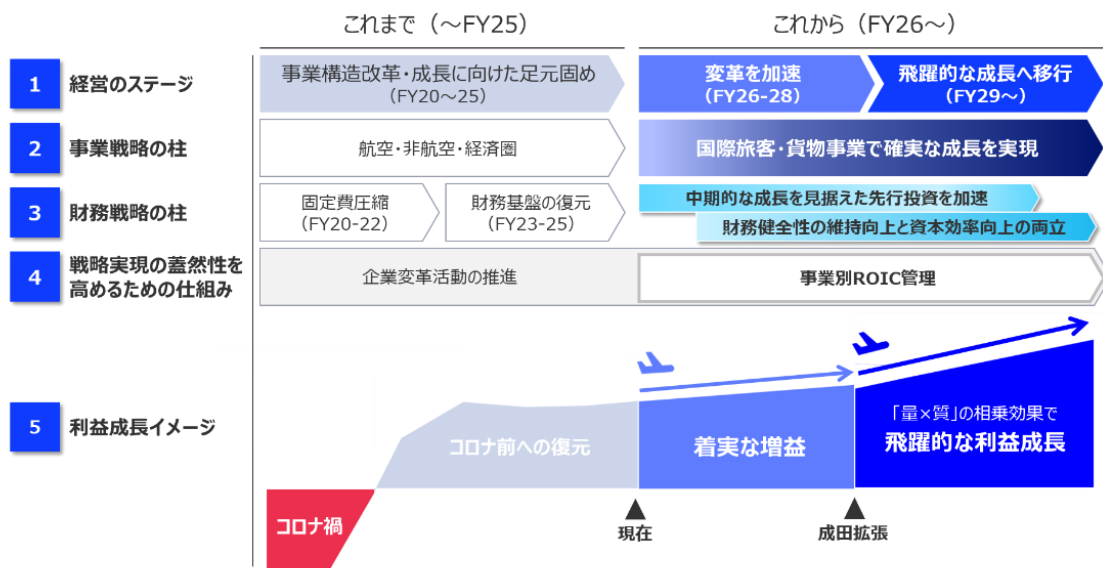 これまで（～FY25）
これから（FY26～）
1
経営のステージ
事業構造改革・成長に向けた足元固め
（FY20～25）
変革を加速
（FY26-28）
飛躍的な成長へ移行
（FY29～）
2
事業戦略の柱
航空・非航空・経済圏
国際旅客・貨物事業で確実な成長を実現
3
財務戦略の柱
固定費圧縮
（FY20-22）
財務基盤の復元
（FY23-25）
中期的な成長を見据えた先行投資を加速
財務健全性の維持向上と資本効率向上の両立
4
戦略実現の蓋然性を
高めるための仕組み
企業変革活動の推進
事業別ROIC管理
5
利益成長イメージ
コロナ禍
コロナ前への復元
着実な増益
「量×質」の相乗効果で
飛躍的な利益成長
現在
成田拡張